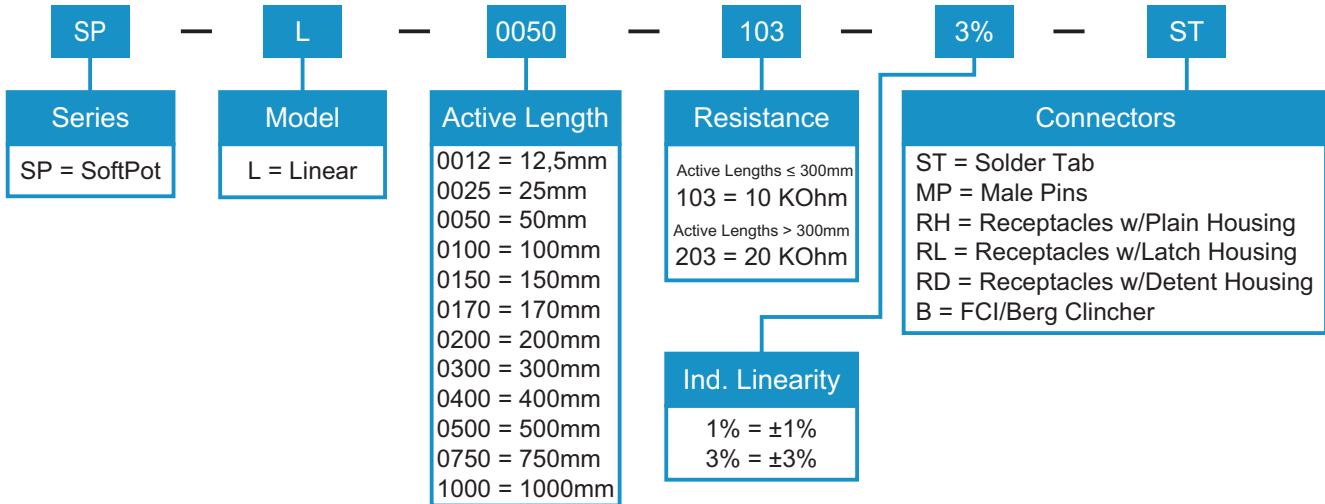 SP — L — 0050 — 103 — 3% — ST
Series
SP = SoftPot
Model
L = Linear
Active Length
0012 = 12,5mm
0025 = 25mm
0050 = 50mm
0100 = 100mm
0150 = 150mm
0170 = 170mm
0200 = 200mm
0300 = 300mm
0400 = 400mm
0500 = 500mm
0750 = 750mm
1000 = 1000mm
Resistance
Active Lengths ≤ 300mm
103 = 10 KOhm
Active Lengths > 300mm
203 = 20 KOhm
Ind. Linearity
1% = ±1%
3% = ±3%
Connectors
ST = Solder Tab
MP = Male Pins
RH = Receptacles w/Plain Housing
RL = Receptacles w/Latch Housing
RD = Receptacles w/Detent Housing
B = FCI/Berg Clincher